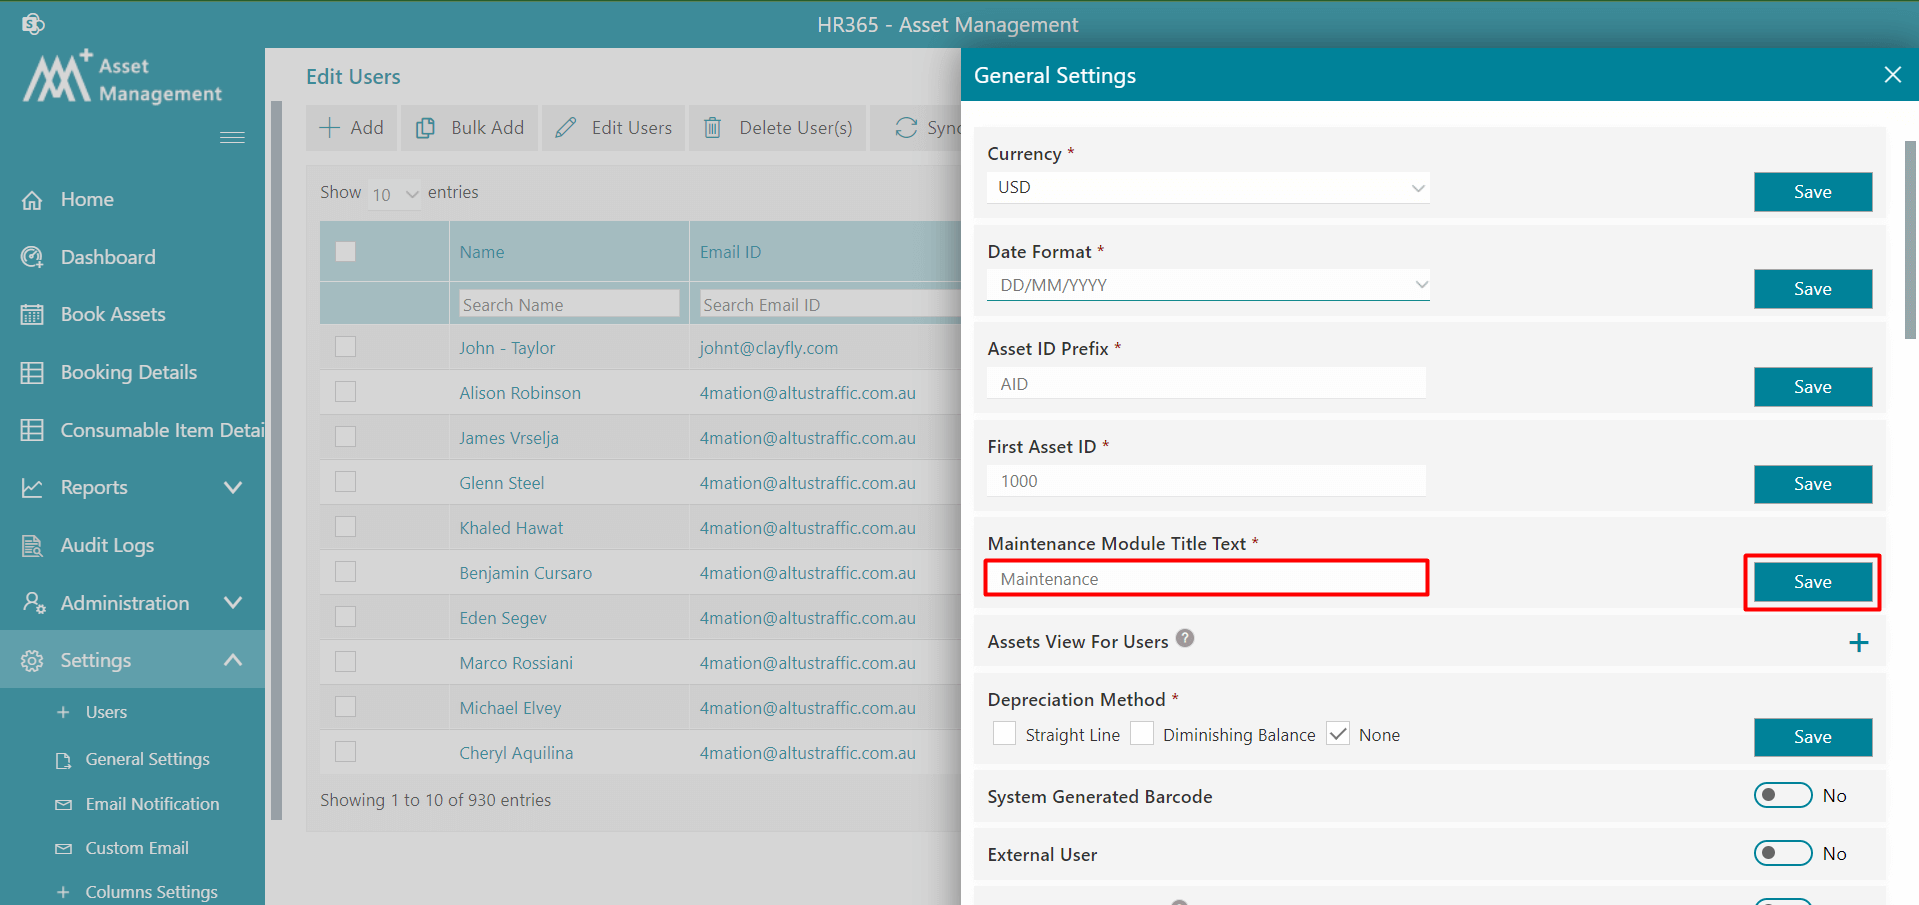 HR365 - Asset Management
Asset
Management
Home
Dashboard
Book Assets
Booking Details
Consumable Item Detai
Reports
Audit Logs
Administration
Settings
Users
General Settings
Email Notification
Custom Email
Columns Settings
Edit Users
Add
Bulk Add
Edit Users
Delete User(s)
Sync
Show 10 entries
Name Email ID
Search Name Search Email ID
John - Taylor johnt@clayfly.com
Alison Robinson 4mation@altustraffic.com.au
James Vrselja 4mation@altustraffic.com.au
Glenn Steel 4mation@altustraffic.com.au
Khaled Hawat 4mation@altustraffic.com.au
Benjamin Cursaro 4mation@altustraffic.com.au
Eden Segev 4mation@altustraffic.com.au
Marco Rossiani 4mation@altustraffic.com.au
Michael Elvey 4mation@altustraffic.com.au
Cheryl Aquilina 4mation@altustraffic.com.au
Showing 1 to 10 of 930 entries
General Settings
Currency *
USD
Save
Date Format *
DD/MM/YYYY
Save
Asset ID Prefix *
AID
Save
First Asset ID *
1000
Save
Maintenance Module Title Text *
Maintenance
Save
Assets View For Users ?
Depreciation Method *
Straight Line Diminishing Balance None
Save
System Generated Barcode No
External User No